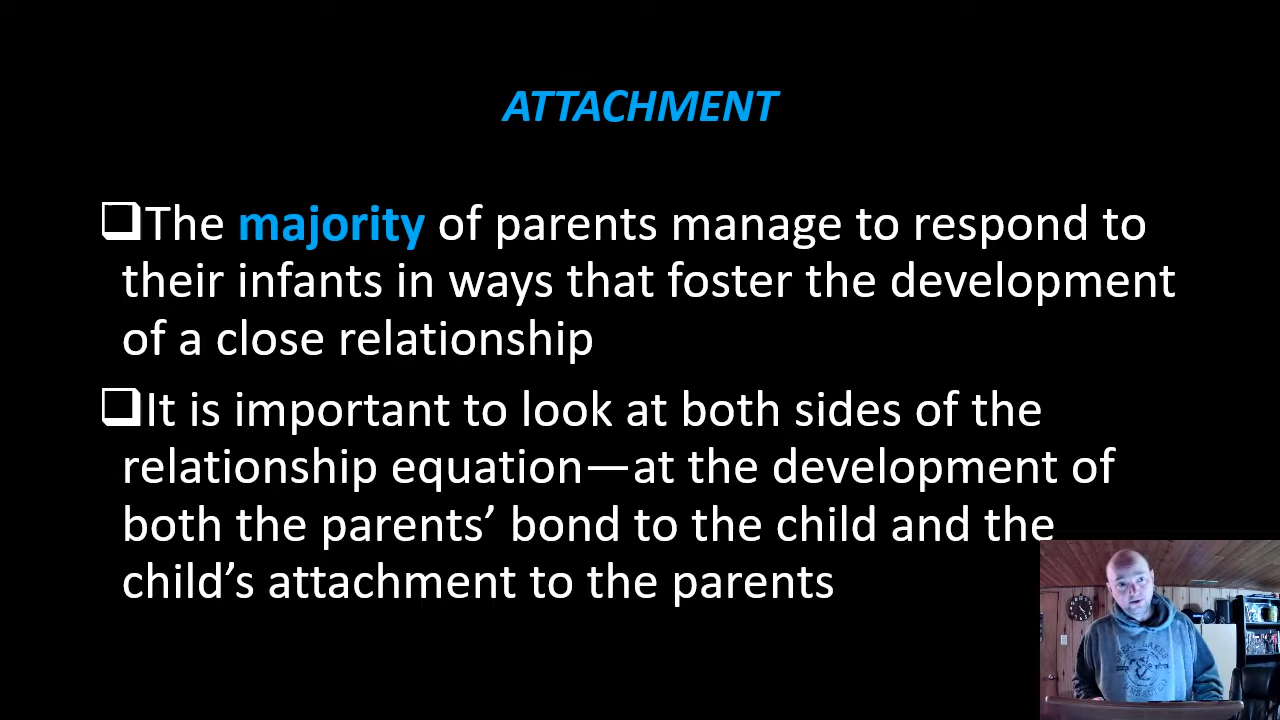 ATTACHMENT
❑The majority of parents manage to respond to
their infants in ways that foster the development
of a close relationship
❑It is important to look at both sides of the
relationship equation—at the development of
both the parents’ bond to the child and the
child’s attachment to the parents